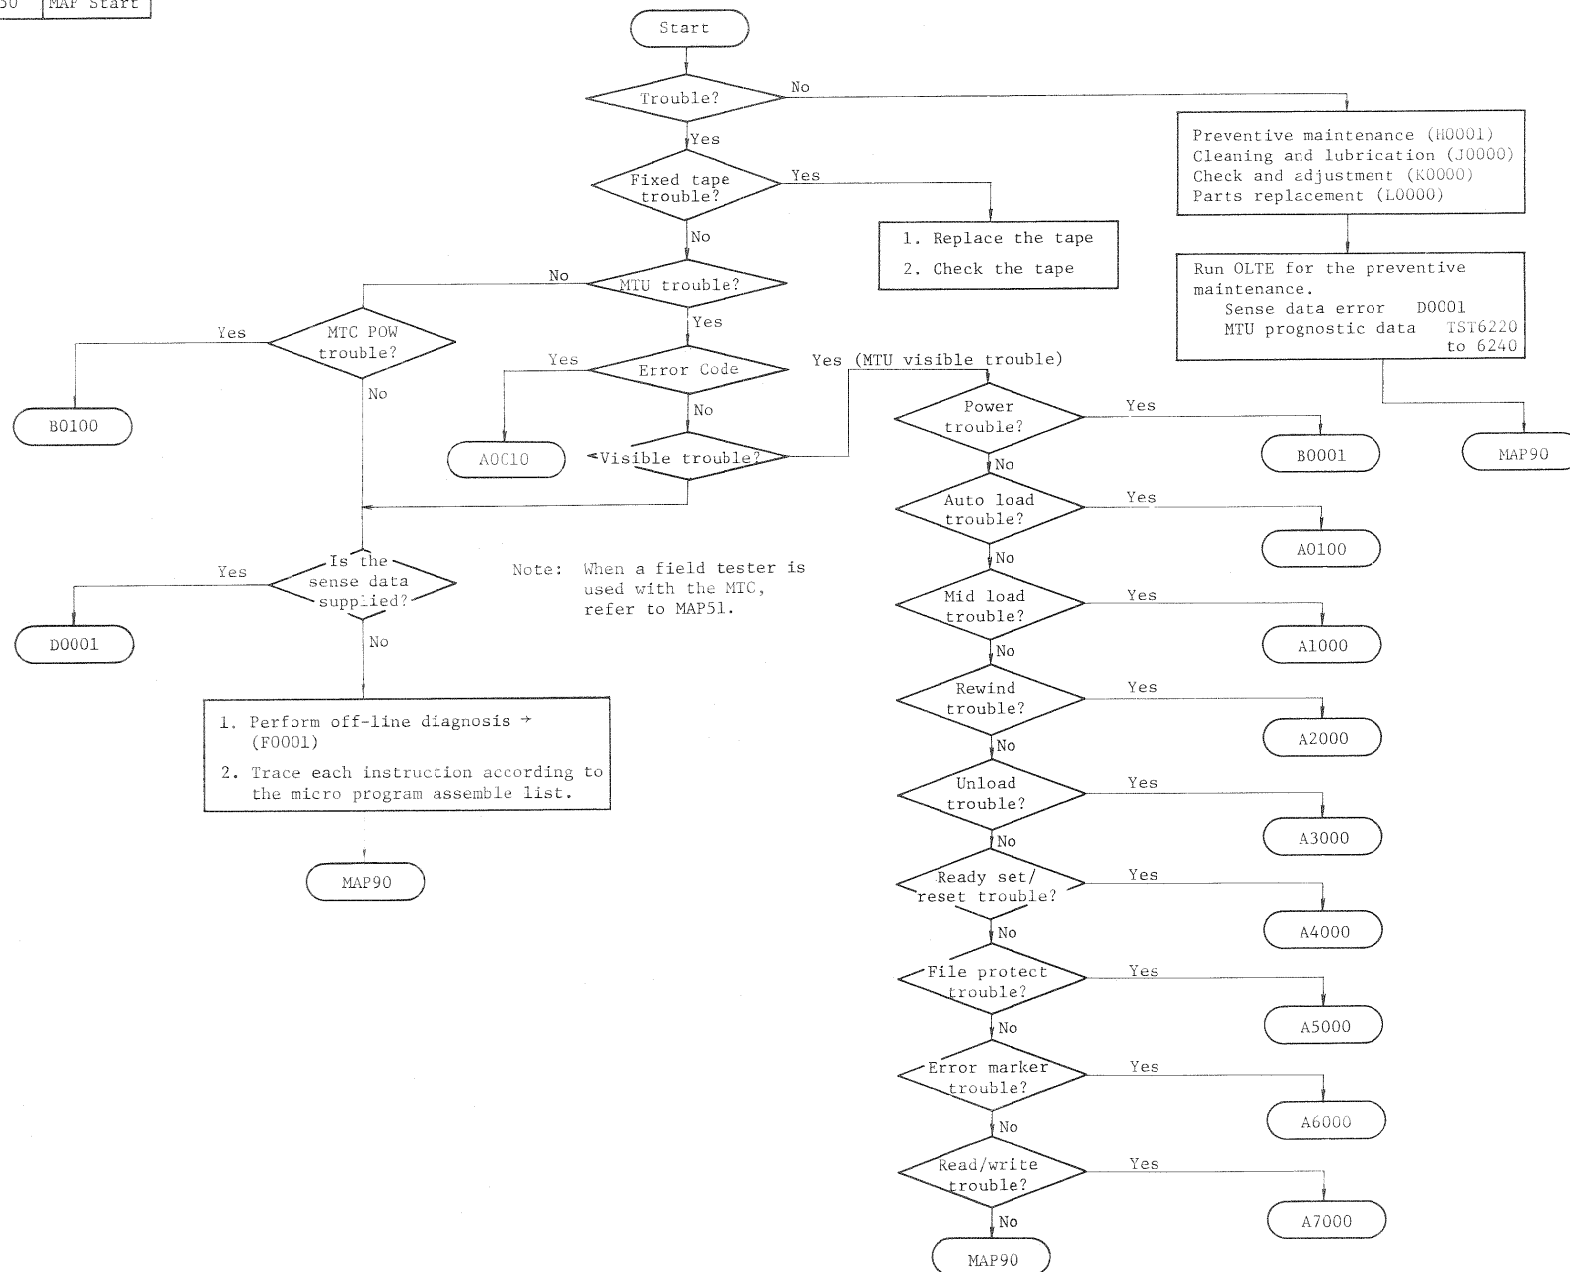 50 MAP Start
Start
Trouble?
No
Yes
Preventive maintenance (H0001)
Cleaning and lubrication (J0000)
Check and adjustment (K0000)
Parts replacement (L0000)
Fixed tape
trouble?
Yes
No
1. Replace the tape
2. Check the tape
Run OLTE for the preventive
maintenance.
Sense data error D0C01
MTU prognostic data TST6220
to 6240
MAP90
MTU trouble?
No
Yes
MTC POW
trouble?
Yes
No
B0100
Error Code
Yes
No
A0C10
Visible trouble?
Yes (MTU visible trouble)
Is the
sense data
supplied?
Yes
No
D0001
Note: When a field tester is
used with the MTC,
refer to MAP51.
1. Perform off-line diagnosis →
(F0001)
2. Trace each instruction according to
the micro program assemble list.
MAP90
Power
trouble?
Yes
B0001
No
Auto load
trouble?
Yes
A0100
No
Mid load
trouble?
Yes
A1000
No
Rewind
trouble?
Yes
A2000
No
Unload
trouble?
Yes
A3000
No
Ready set/
reset trouble?
Yes
A4000
No
File protect
trouble?
Yes
A5000
No
Error marker
trouble?
Yes
A6000
No
Read/write
trouble?
Yes
A7000
No
MAP90